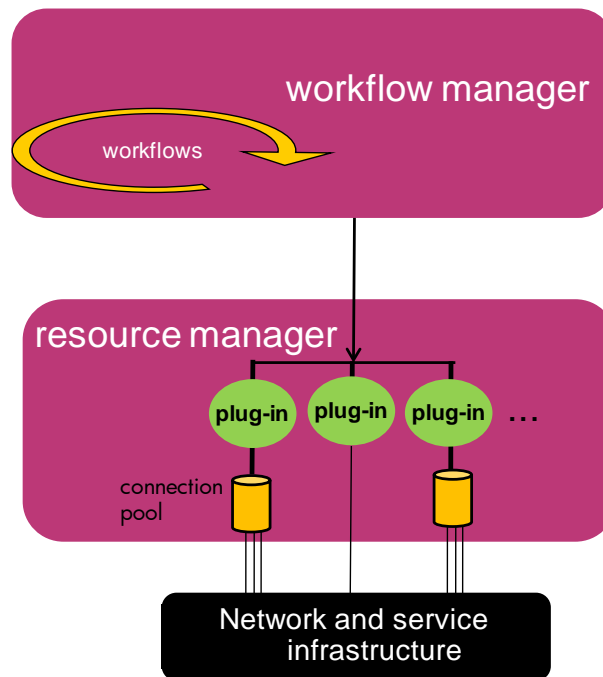 workflow manager
workflows
resource manager
plug-in plug-in plug-in ...
connection
pool
Network and service
infrastructure